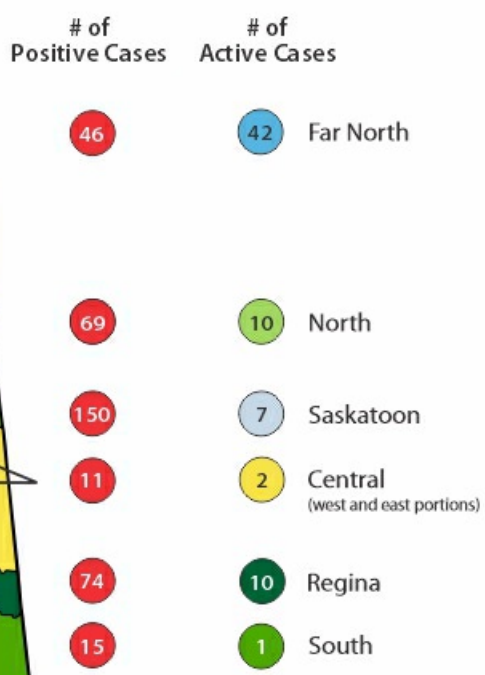 # of # of
Positive Cases Active Cases
46 42 Far North
69 10 North
150 7 Saskatoon
11 2 Central
(west and east portions)
74 10 Regina
15 1 South